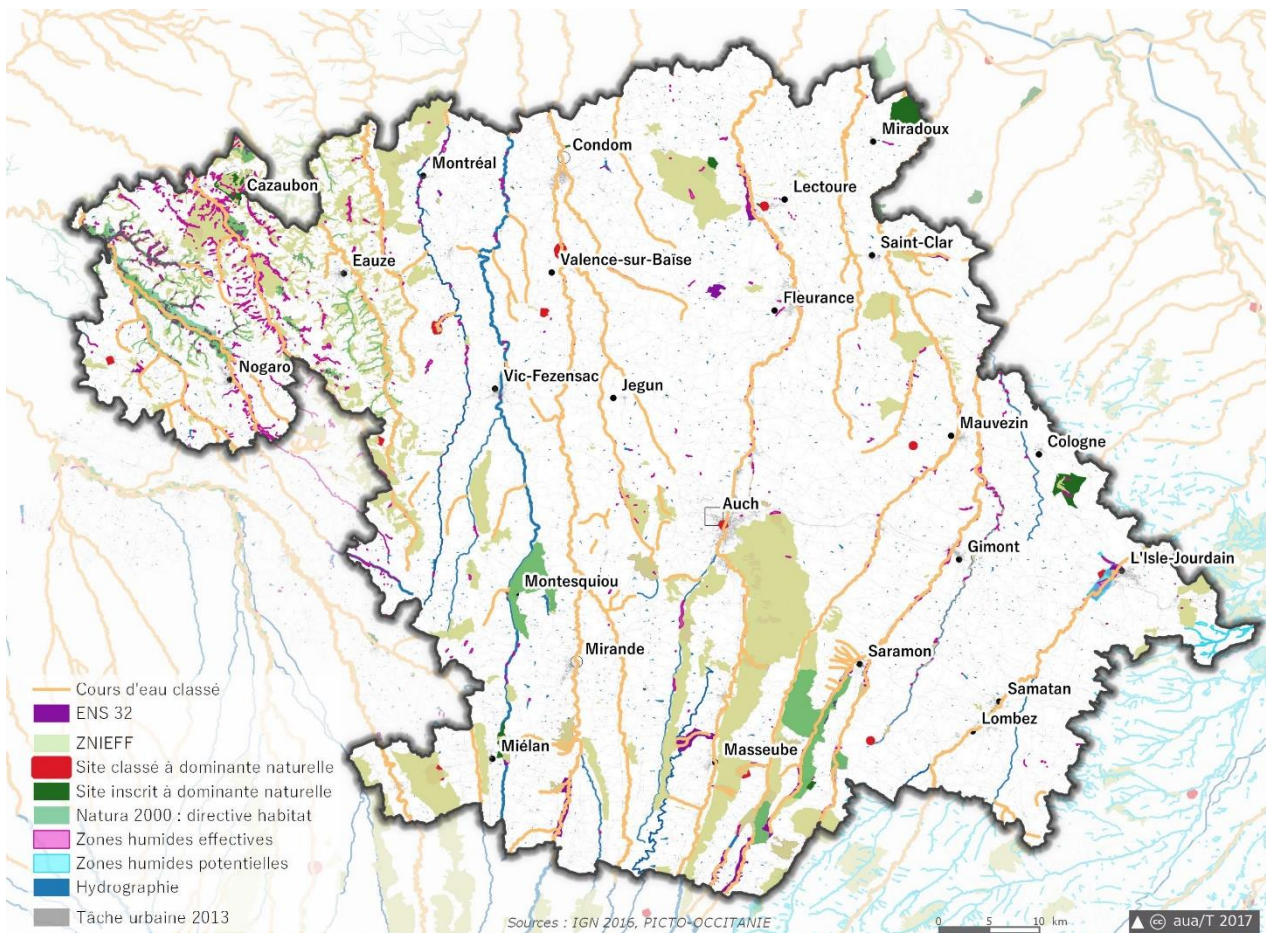 Condom
Miradoux
Montréal
Cazaubon
Lectoure
Saint-Clar
Valence-sur-Baïse
Eauze
Fleurance
Nogaro
Vic-Fezensac
Jegun
Mauvezin
Cologne
Auch
Gimont
L'Isle-Jourdain
Montesquiou
Mirande
Saramon
Samatan
Lombez
Miélan
Masseube
Cours d'eau classé
ENS 32
ZNIEFF
Site classé à dominante naturelle
Site inscrit à dominante naturelle
Natura 2000 : directive habitat
Zones humides effectives
Zones humides potentielles
Hydrographie
Tâche urbaine 2013
Sources : IGN 2016, PICTO-OCCITANIE
0 5 10 km
aua/T 2017